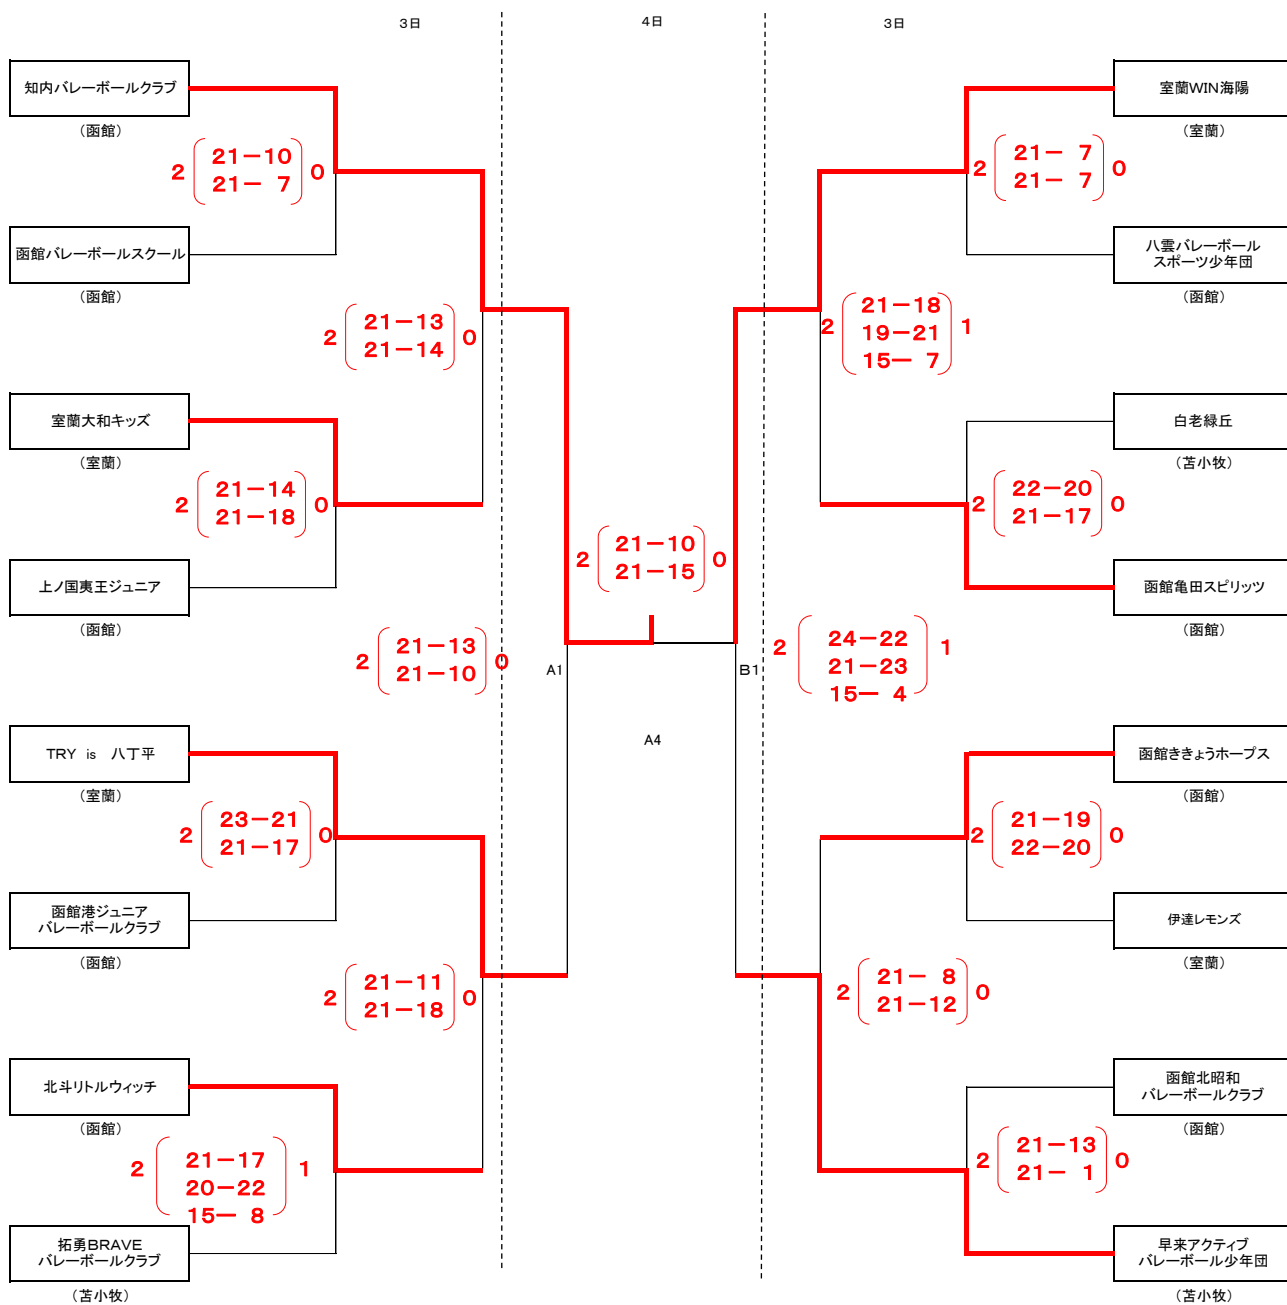 3日
4日
3日
知内バレーボールクラブ
（函館）
2 21－10 0
21－ 7
函館バレーボールスクール
（函館）
2 21－13 0
21－14
室蘭大和キッズ
（室蘭）
2 21－14 0
21－18
上ノ国夷王ジュニア
（函館）
2 21－13 0
21－10
A1
TRY is 八丁平
（室蘭）
2 23－21 0
21－17
函館港ジュニア
バレーボールクラブ
（函館）
2 21－11 0
21－18
北斗リトルウィッチ
（函館）
2 21－17 1
20－22
15－ 8
拓勇BRAVE
バレーボールクラブ
（苫小牧）
2 21－10 0
21－15
A4
室蘭WIN海陽
（室蘭）
2 21－ 7 0
21－ 7
八雲バレーボール
スポーツ少年団
（函館）
2 21－18 1
19－21
15－ 7
白老緑丘
（苫小牧）
2 22－20 0
21－17
函館亀田スピリッツ
（函館）
B1
2 24－22 1
21－23
15－ 4
函館ききょうホープス
（函館）
2 21－19 0
22－20
伊達レモンズ
（室蘭）
2 21－ 8 0
21－12
函館北昭和
バレーボールクラブ
（函館）
2 21－13 0
21－ 1
早来アクティブ
バレーボール少年団
（苫小牧）